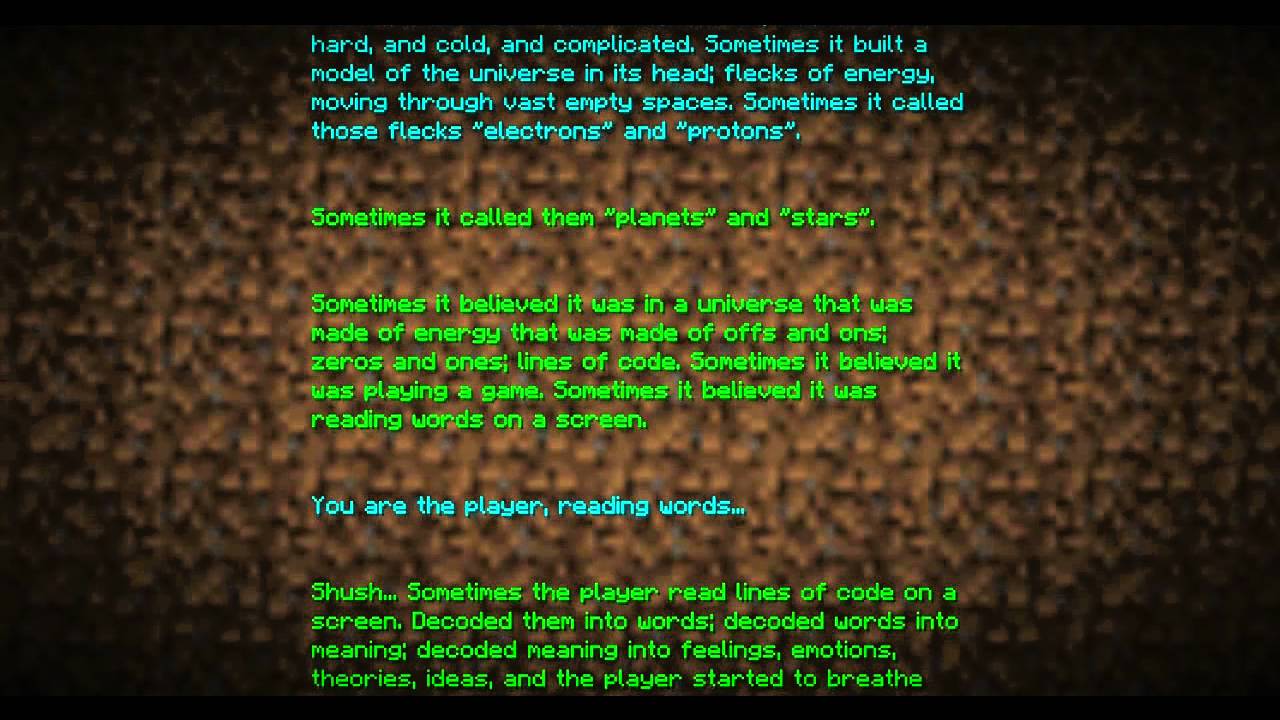 hard, and cold, and complicated. Sometimes it built a
model of the universe in its head; flecks of energy,
moving through vast empty spaces. Sometimes it called
those flecks "electrons" and "protons".
Sometimes it called them "planets" and "stars".
Sometimes it believed it was in a universe that was
made of energy that was made of offs and ons;
zeros and ones; lines of code. Sometimes it believed it
was playing a game. Sometimes it believed it was
reading words on a screen.
You are the player, reading words...
Shush... Sometimes the player read lines of code on a
screen. Decoded them into words; decoded words into
meaning; decoded meaning into feelings, emotions,
theories, ideas, and the player started to breathe